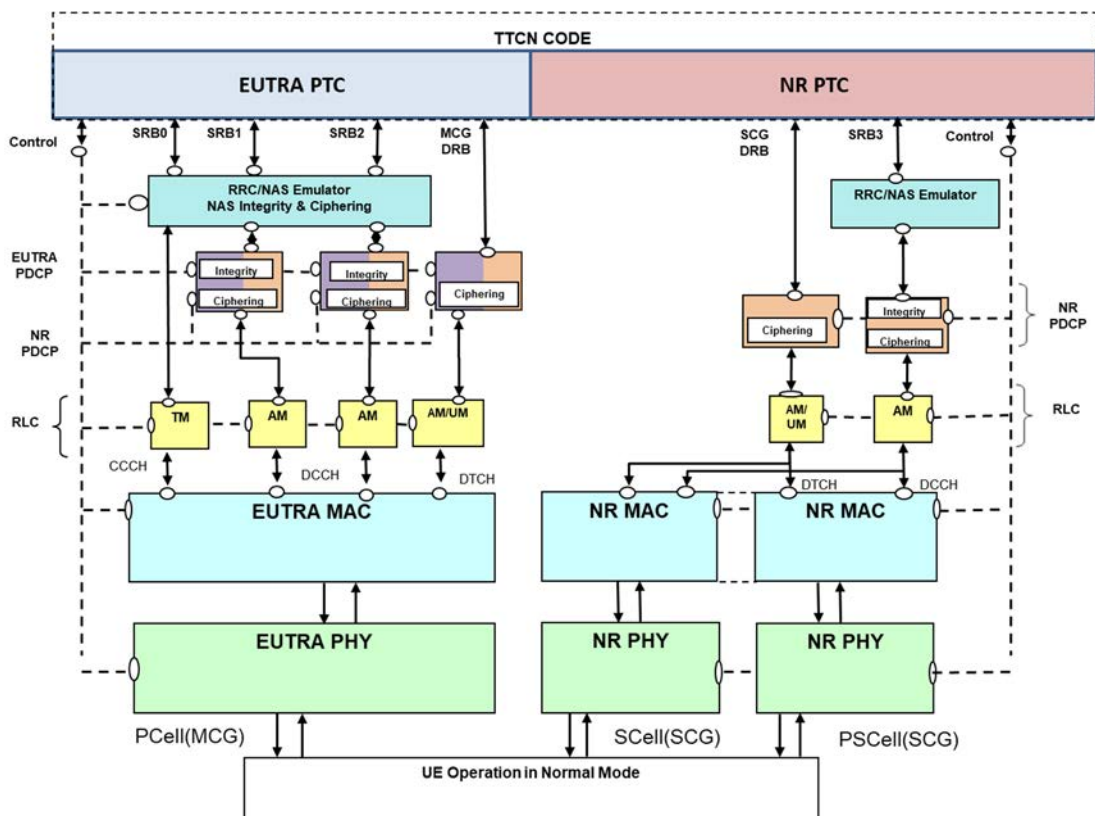 TTCN CODE
EUTRA PTC
NR PTC
Control
SRB0
SRB1
SRB2
MCG
DRB
SCG
DRB
SRB3
Control
RRC/NAS Emulator
NAS Integrity & Ciphering
RRC/NAS Emulator
EUTRA
PDCP
Integrity
Ciphering
Integrity
Ciphering
Ciphering
NR
PDCP
Ciphering
Integrity
Ciphering
NR
PDCP
RLC
TM
AM
AM
AM/UM
AM/
UM
AM
RLC
CCCH
DCCH
DTCH
DTCH
DCCH
EUTRA MAC
NR MAC
NR MAC
EUTRA PHY
NR PHY
NR PHY
PCell(MCG)
SCell(SCG)
PSCell(SCG)
UE Operation in Normal Mode